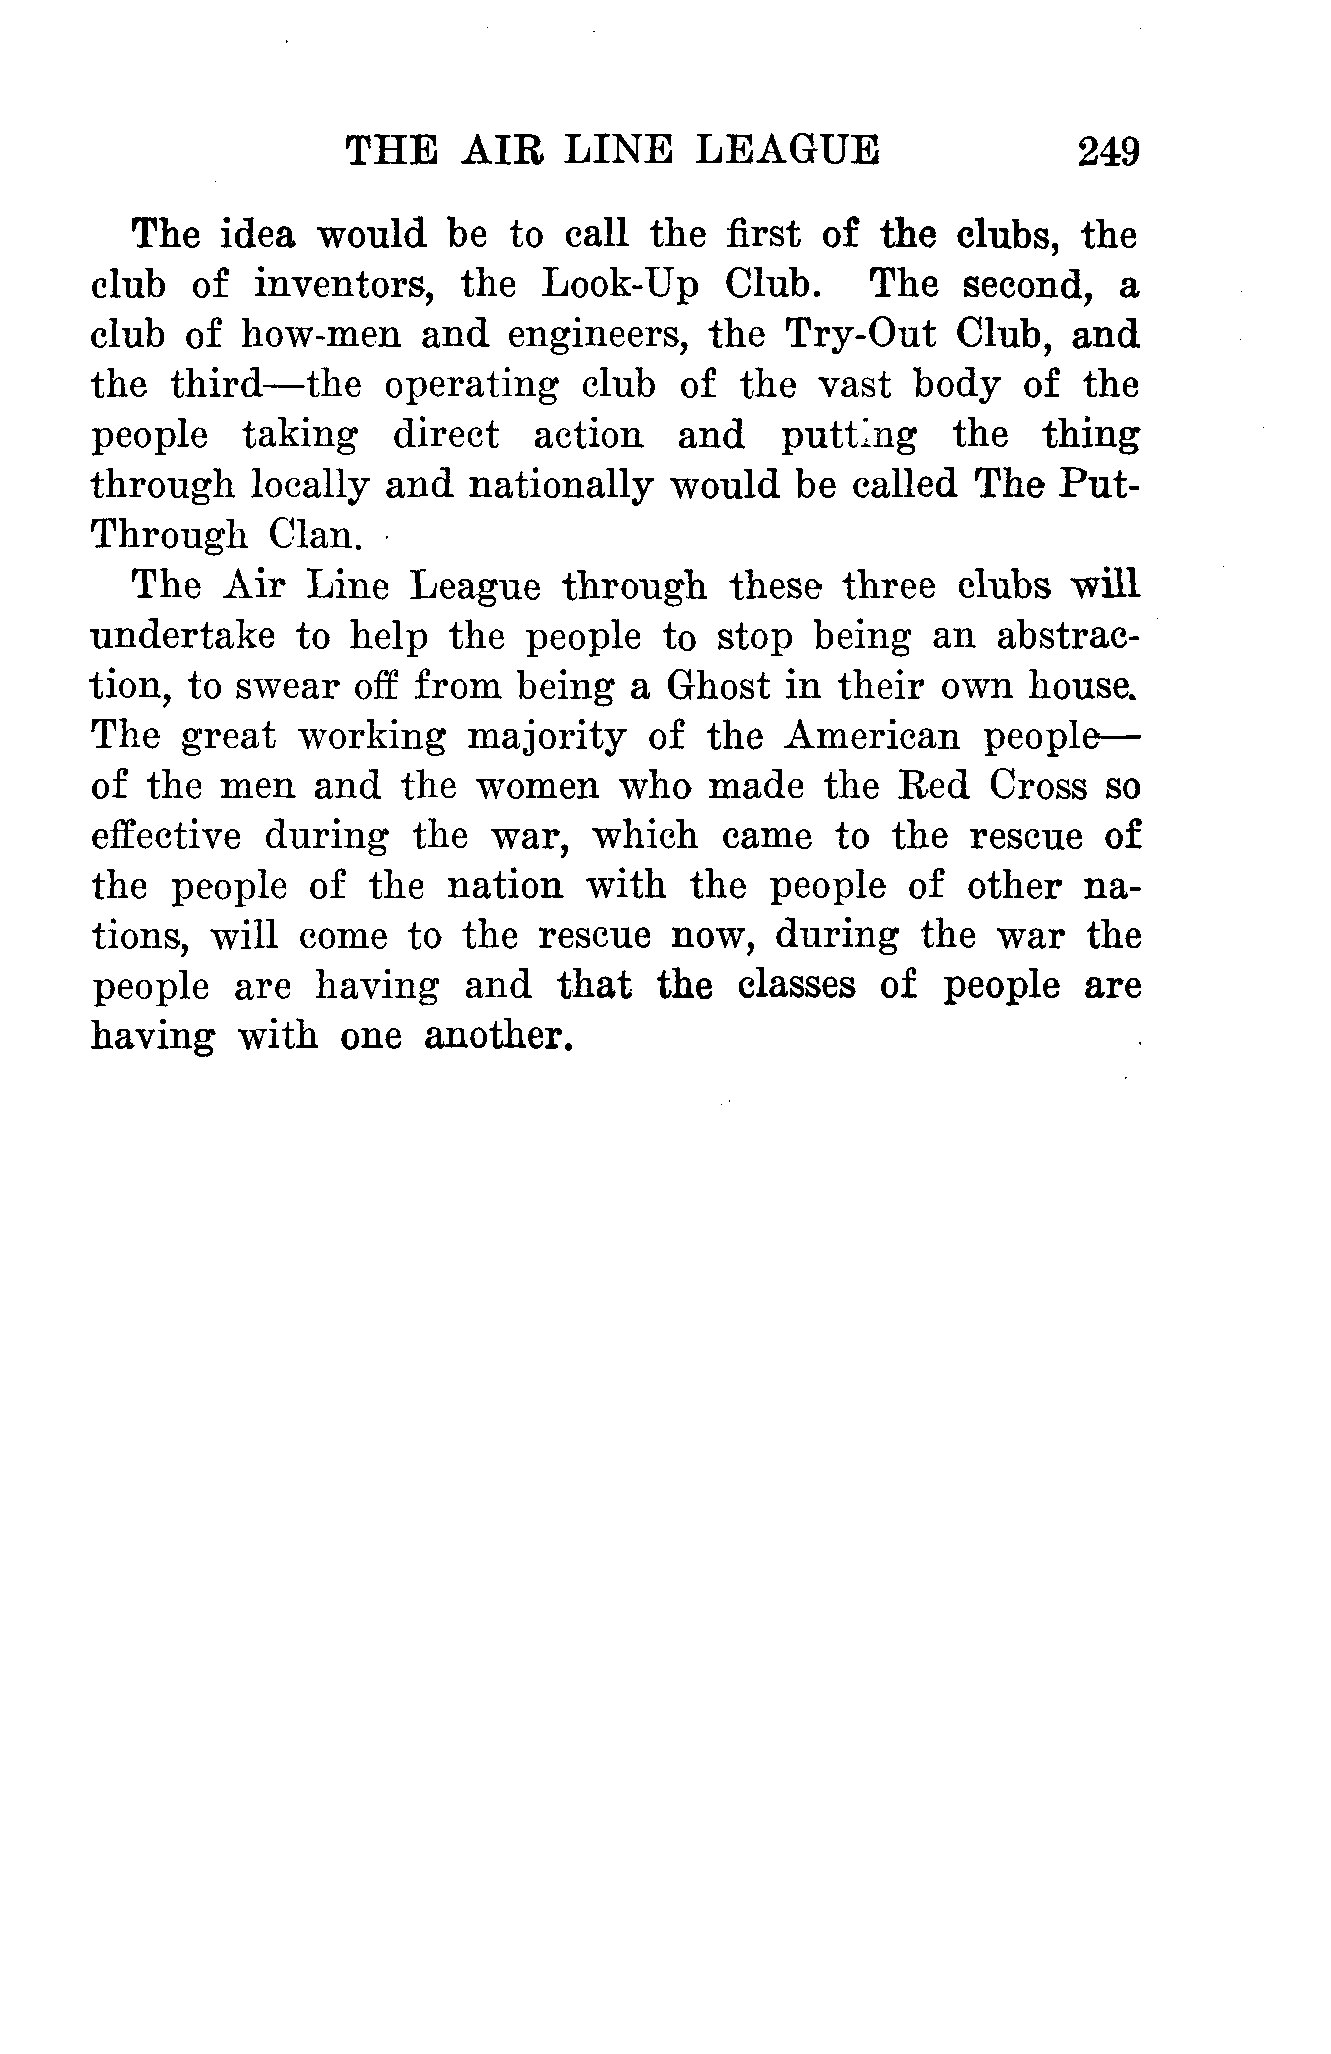 THE AIR LINE LEAGUE 249
The idea would be to call the first of the clubs, the
club of inventors, the Look-Up Club. The second, a
club of how-men and engineers, the Try-Out Club, and
the third—the operating club of the vast body of the
people taking direct action and putting the thing
through locally and nationally would be called The Put-
Through Clan.
The Air Line League through these three clubs will
undertake to help the people to stop being an abstrac-
tion, to swear off from being a Ghost in their own house.
The great working majority of the American people—
of the men and the women who made the Red Cross so
effective during the war, which came to the rescue of
the people of the nation with the people of other na-
tions, will come to the rescue now, during the war the
people are having and that the classes of people are
having with one another.